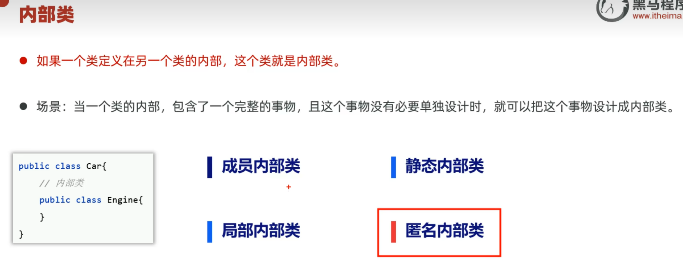 内部类
黑马程序
www.itheima
如果一个类定义在另一个类的内部，这个类就是内部类。
场景：当一个类的内部，包含了一个完整的事物，且这个事物没有必要单独设计时，就可以把这个事物设计成内部类。
public class Car{
// 内部类
public class Engine{
}
}
成员内部类
静态内部类
局部内部类
匿名内部类